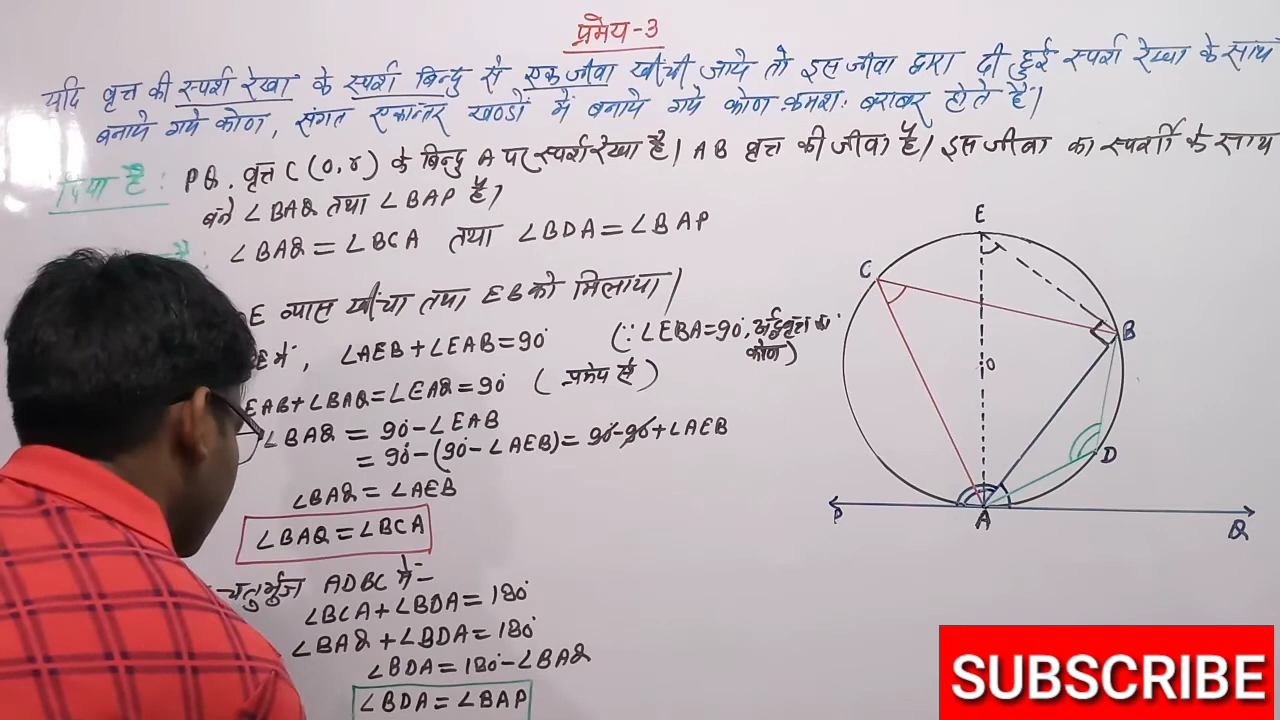 प्रमेय-3
यदि वृत्त की स्पर्श रेखा के स्पर्श बिन्दु से एक जीवा खींची जाये तो इस जीवा द्वारा दी हुई स्पर्श रेखा के साथ
बनाये गये कोण, संगत एकान्तर खण्डों में बनाये गये कोण क्रमशः बराबर होते हैं।
दिया है: PQ, वृत्त C(O,r) के बिन्दु A पर स्पर्श रेखा है। AB वृत्त की जीवा है। इस जीवा का स्पर्शी के साथ
बने ∠BAQ तथा ∠BAP हैं।
∠BAQ = ∠BCA तथा ∠BDA = ∠BAP
E व्यास खींचा तथा EB को मिलाया।
E में, ∠AEB + ∠EAB = 90° (∵ ∠EBA = 90°, अर्द्धवृत्त का
कोण)
EAB + ∠BAQ = ∠EAQ = 90° (प्रमेय से)
∠BAQ = 90° - ∠EAB
= 90° - (90° - ∠AEB) = 90° - 90° + ∠AEB
∠BAQ = ∠AEB
∠BAQ = ∠BCA
चतुर्भुज ADBC में-
∠BCA + ∠BDA = 180°
∠BAQ + ∠BDA = 180°
∠BDA = 180° - ∠BAQ
∠BDA = ∠BAP
E
C
B
O
D
P
A
Q
SUBSCRIBE